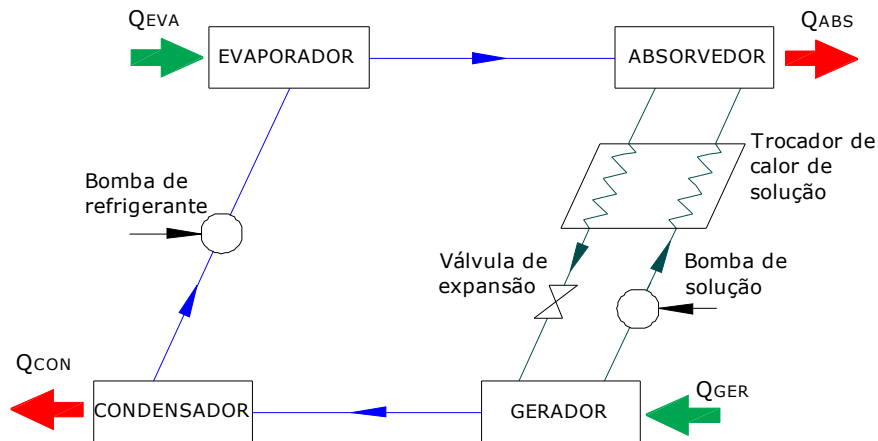 QEVA
EVAPORADOR
ABSORVEDOR
QABS
Trocador de
calor de
solução
Bomba de
refrigerante
Válvula de
expansão
Bomba de
solução
QCON
CONDENSADOR
GERADOR
QGER